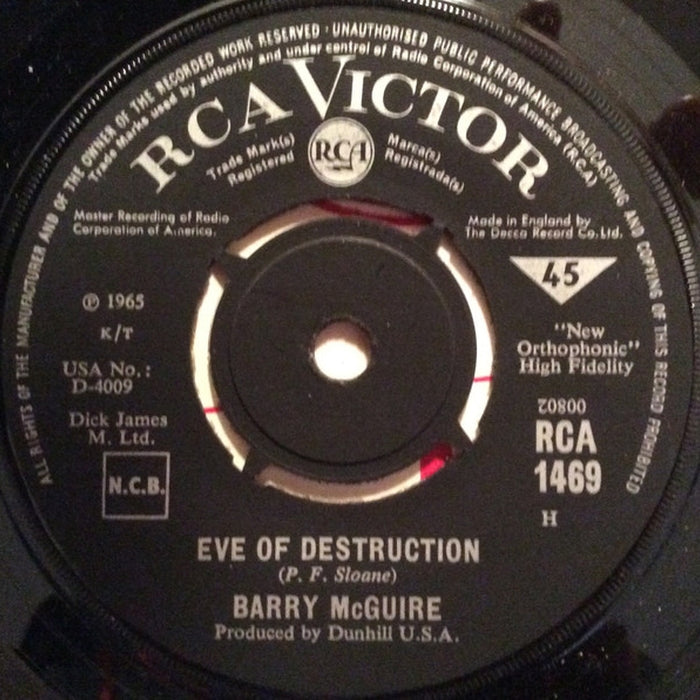 ALL RIGHTS OF THE MANUFACTURER AND OF THE OWNER OF THE RECORDED WORK RESERVED · UNAUTHORISED PUBLIC PERFORMANCE BROADCASTING AND COPYING OF THIS RECORD PROHIBITED
Trade Marks used by authority and under control of Radio Corporation of America (RCA)
RCA VICTOR
Trade Mark(s)
Registered
RCA
Marca(s)
Registrada(s)
Master Recording of Radio
Corporation of America.
Made in England by
The Decca Record Co. Ltd.
45
℗ 1965
K/T
USA No.:
D-4009
Dick James
M. Ltd.
N.C.B.
"New
Orthophonic"
High Fidelity
Z0800
RCA
1469
H
EVE OF DESTRUCTION
(P. F. Sloane)
BARRY McGUIRE
Produced by Dunhill U.S.A.